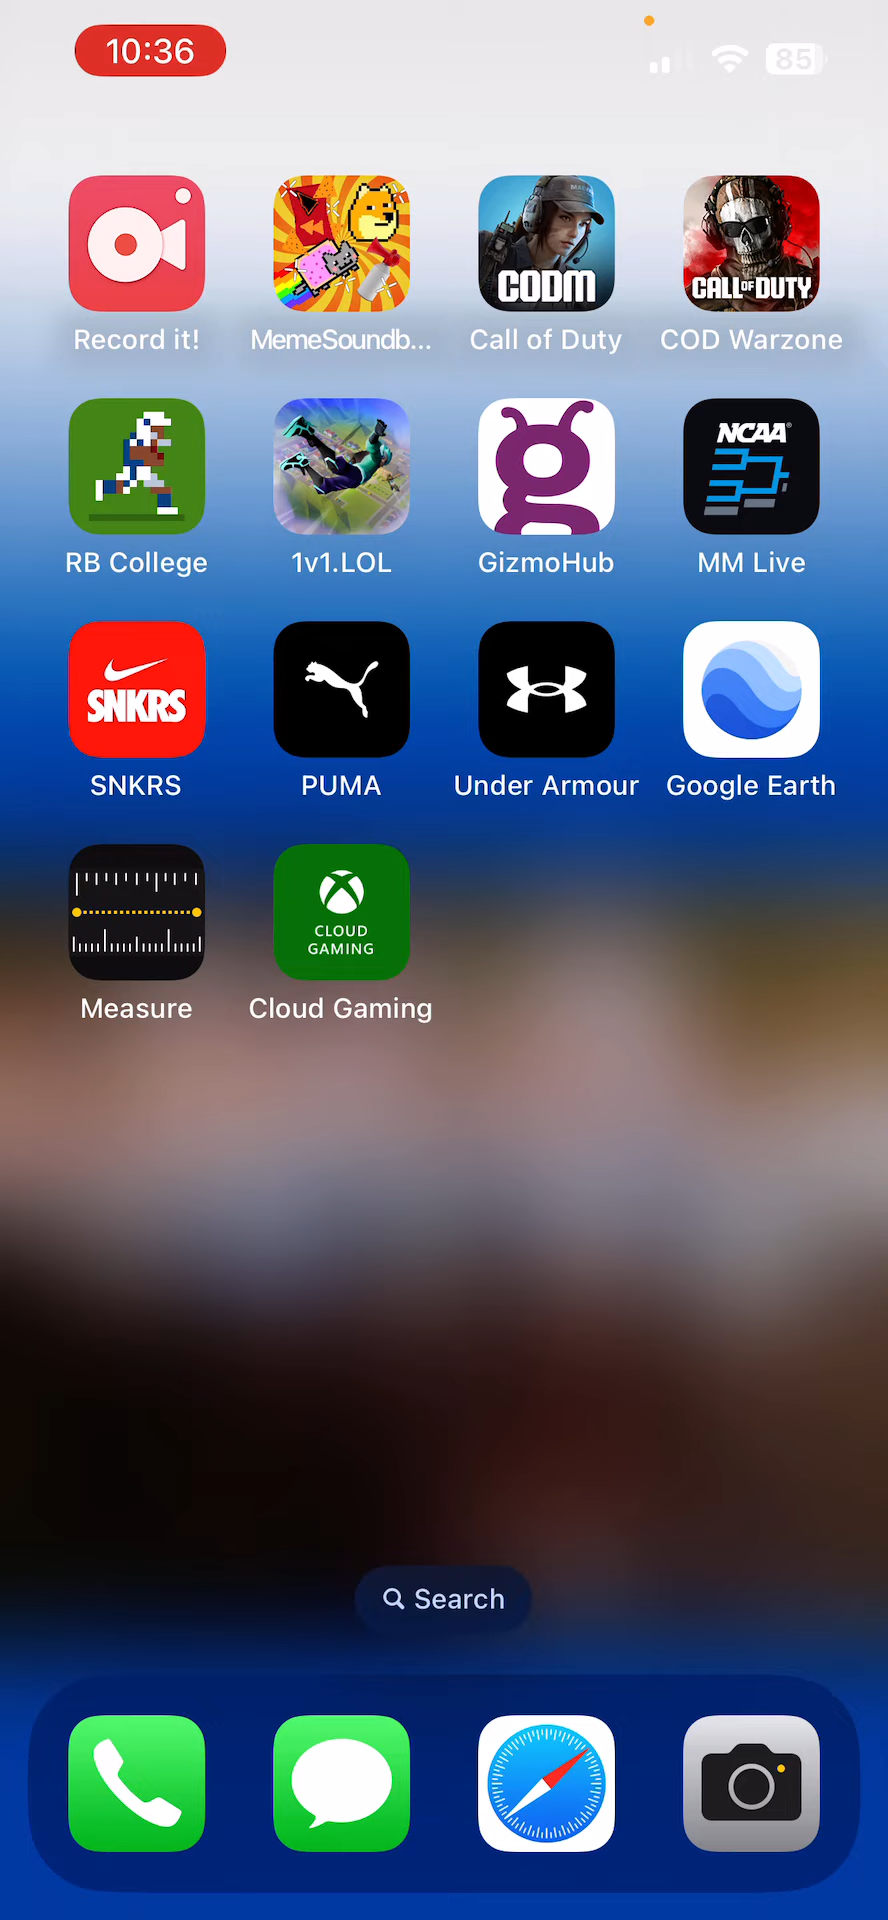 10:36
85
CODM
CALL OF DUTY
Record it!
MemeSoundb...
Call of Duty
COD Warzone
NCAA
RB College
1v1.LOL
GizmoHub
MM Live
SNKRS
SNKRS
PUMA
Under Armour
Google Earth
CLOUD
GAMING
Measure
Cloud Gaming
Search